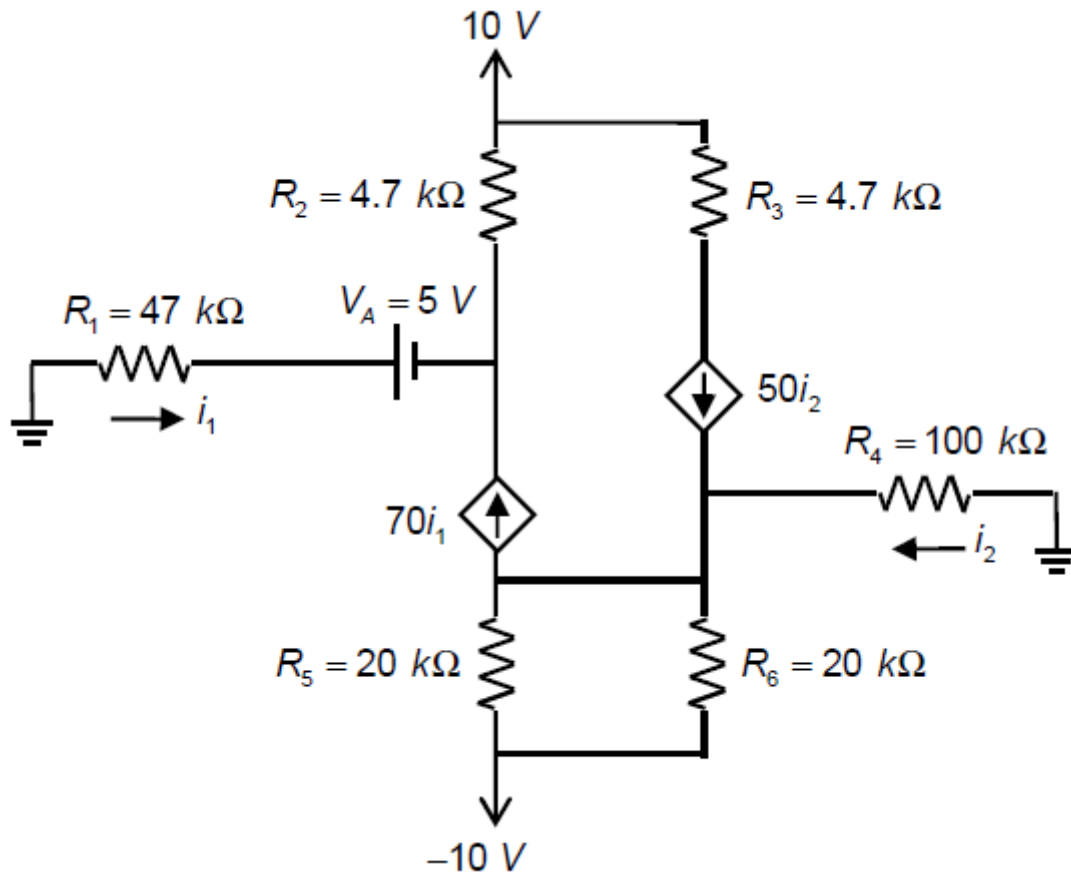 10 V
R₂ = 4.7 kΩ
R₃ = 4.7 kΩ
V_A = 5 V
R₁ = 47 kΩ
i₁
50i₂
R₄ = 100 kΩ
70i₁
i₂
R₅ = 20 kΩ
R₆ = 20 kΩ
–10 V